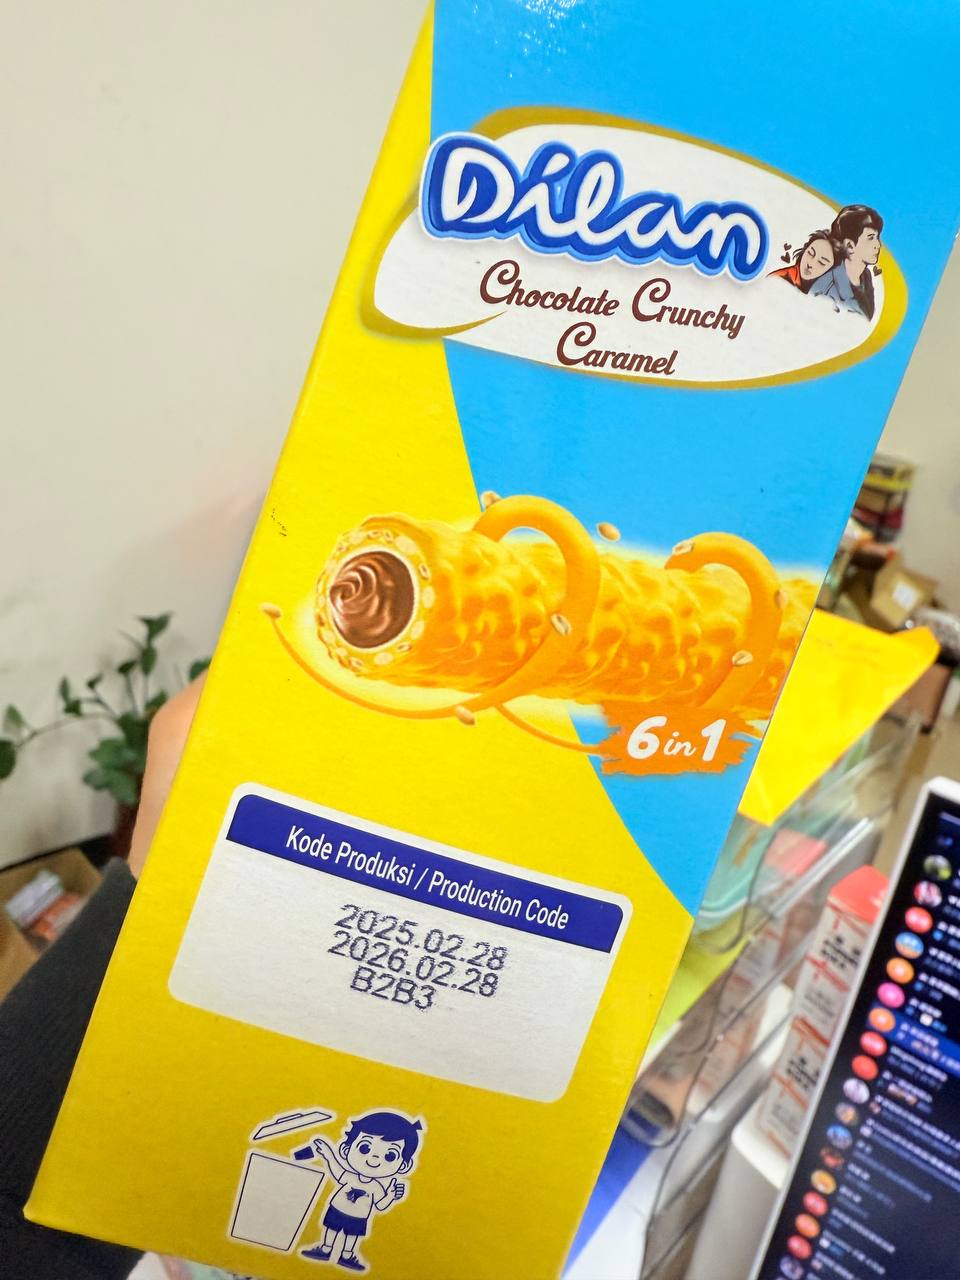 Dilan
Chocolate Crunchy
Caramel
6 in 1
Kode Produksi / Production Code
2025.02.28
2026.02.28
B2B3